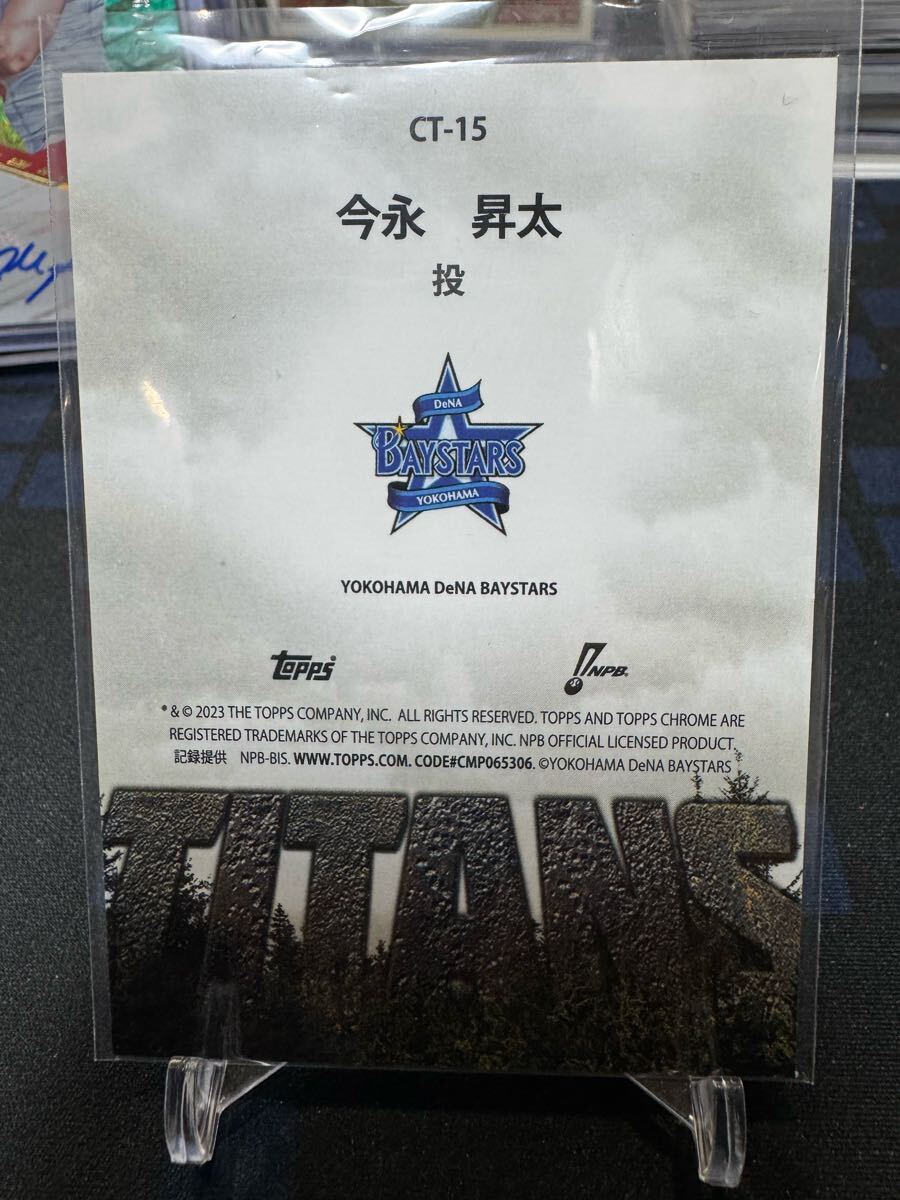 CT-15
今永　昇太
投
DeNA
BAYSTARS
YOKOHAMA
YOKOHAMA DeNA BAYSTARS
topps NPB
* & © 2023 THE TOPPS COMPANY, INC. ALL RIGHTS RESERVED. TOPPS AND TOPPS CHROME ARE
REGISTERED TRADEMARKS OF THE TOPPS COMPANY, INC. NPB OFFICIAL LICENSED PRODUCT.
記録提供 NPB-BIS. WWW.TOPPS.COM. CODE#CMP065306. ©YOKOHAMA DeNA BAYSTARS
TITANS